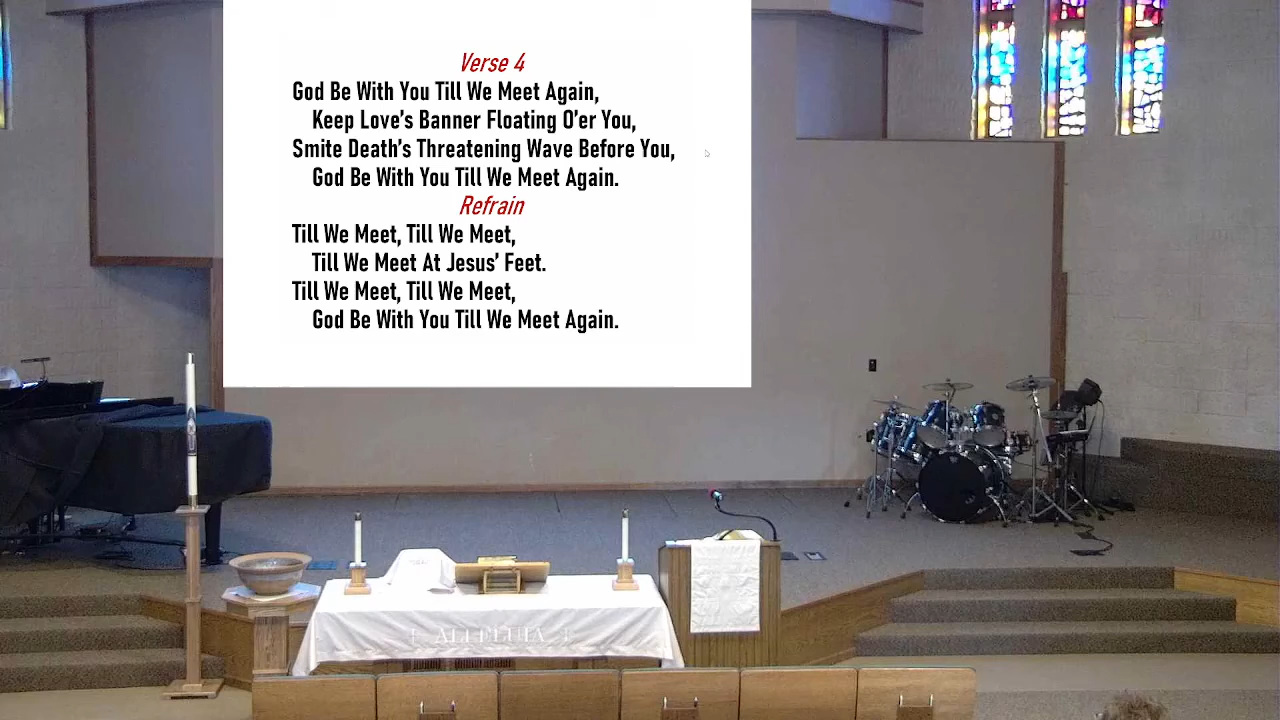 Verse 4
God Be With You Till We Meet Again,
Keep Love's Banner Floating O'er You,
Smite Death's Threatening Wave Before You,
God Be With You Till We Meet Again.
Refrain
Till We Meet, Till We Meet,
Till We Meet At Jesus' Feet.
Till We Meet, Till We Meet,
God Be With You Till We Meet Again.
ALLELUIA